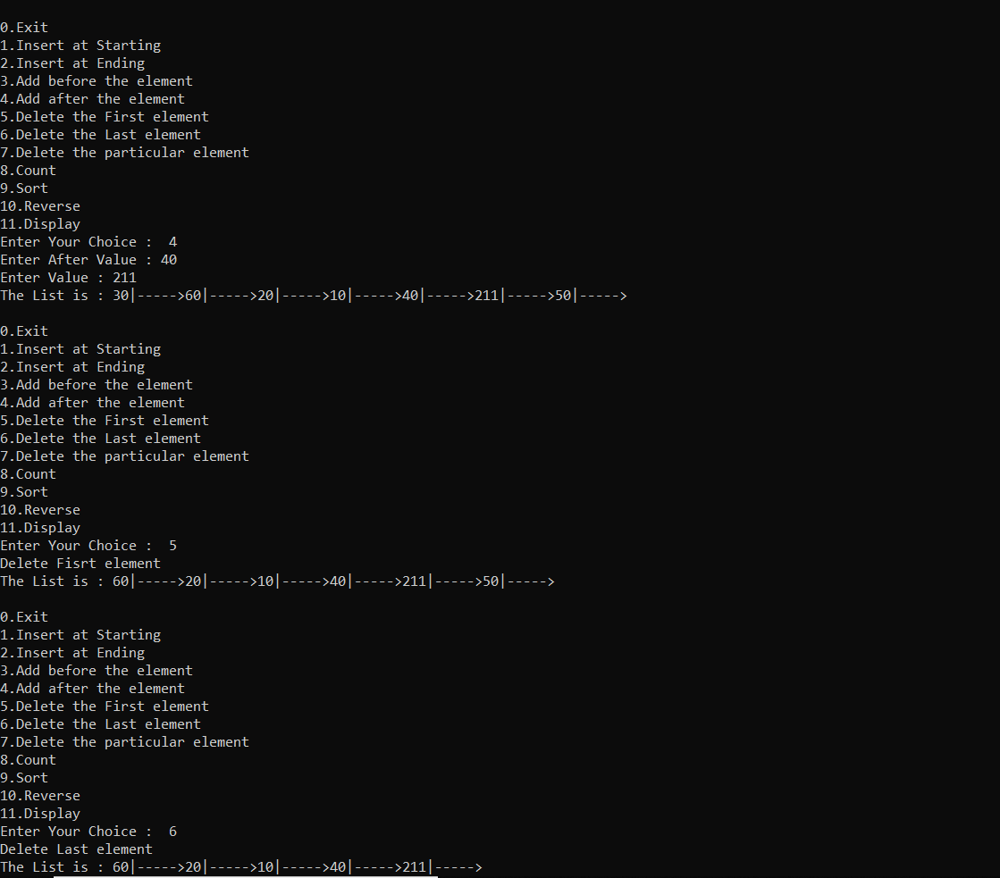 0.Exit
1.Insert at Starting
2.Insert at Ending
3.Add before the element
4.Add after the element
5.Delete the First element
6.Delete the Last element
7.Delete the particular element
8.Count
9.Sort
10.Reverse
11.Display
Enter Your Choice :  4
Enter After Value : 40
Enter Value : 211
The List is : 30|----->60|----->20|----->10|----->40|----->211|----->50|----->
0.Exit
1.Insert at Starting
2.Insert at Ending
3.Add before the element
4.Add after the element
5.Delete the First element
6.Delete the Last element
7.Delete the particular element
8.Count
9.Sort
10.Reverse
11.Display
Enter Your Choice :  5
Delete Fisrt element
The List is : 60|----->20|----->10|----->40|----->211|----->50|----->
0.Exit
1.Insert at Starting
2.Insert at Ending
3.Add before the element
4.Add after the element
5.Delete the First element
6.Delete the Last element
7.Delete the particular element
8.Count
9.Sort
10.Reverse
11.Display
Enter Your Choice :  6
Delete Last element
The List is : 60|----->20|----->10|----->40|----->211|----->